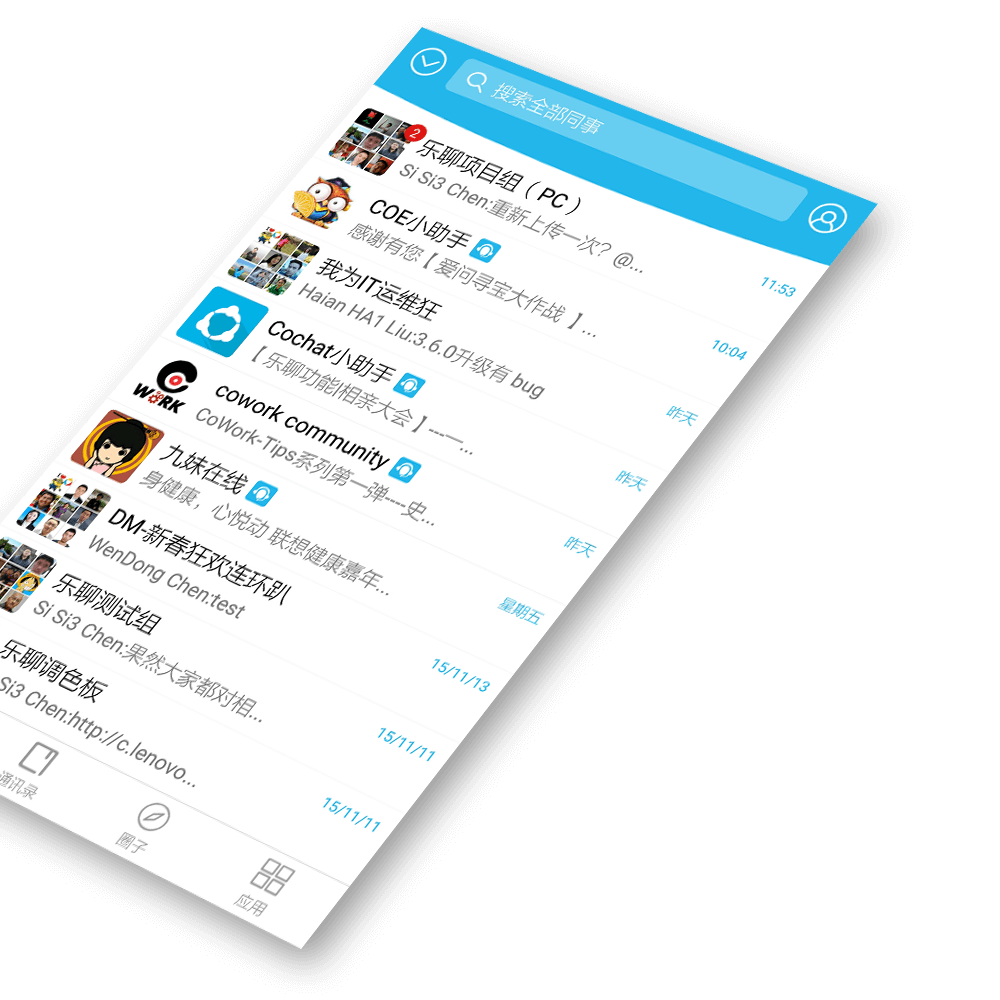 搜索全部同事
2
乐聊项目组（PC）
11:53
Si Si3 Chen:重新上传一次？@...
COE小助手
10:04
感谢有您【爱问寻宝大作战 】...
我为IT运维狂
昨天
Haian HA1 Liu:3.6.0升级有 bug
Cochat小助手
昨天
【乐聊功能|相亲大会】---一...
WORK
cowork community
昨天
CoWork-Tips系列第一弹----史...
九妹在线
星期五
身健康，心悦动 联想健康嘉年...
DM-新春狂欢连环趴
15/11/13
WenDong Chen:test
乐聊测试组
15/11/11
Si Si3 Chen:果然大家都对相...
乐聊调色板
15/11/11
Si3 Chen:http://c.lenovo...
通讯录
圈子
应用